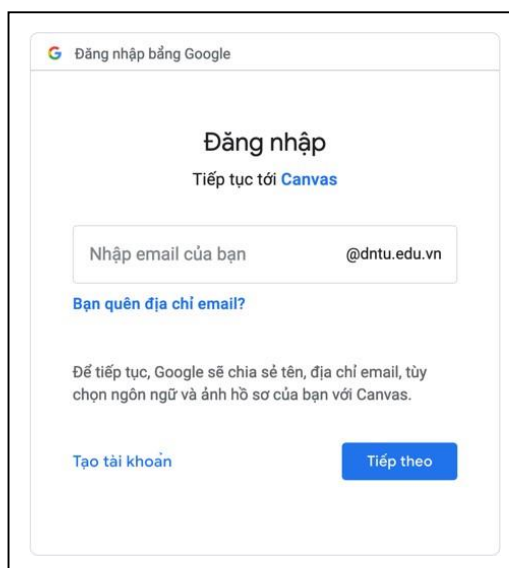 Đăng nhập bằng Google
Đăng nhập
Tiếp tục tới Canvas
Nhập email của bạn @dntu.edu.vn
Bạn quên địa chỉ email?
Để tiếp tục, Google sẽ chia sẻ tên, địa chỉ email, tùy
chọn ngôn ngữ và ảnh hồ sơ của bạn với Canvas.
Tạo tài khoản Tiếp theo